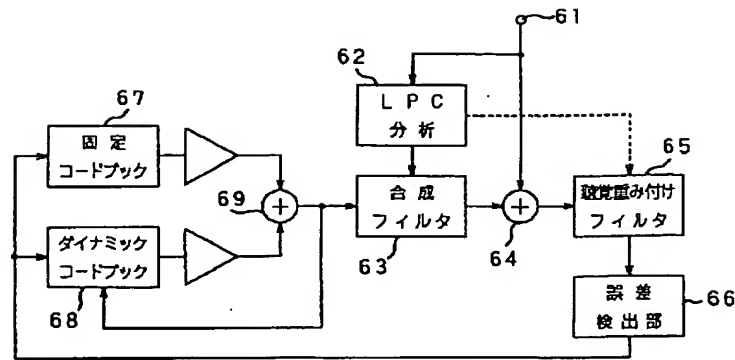 61
62
LPC
分析
67
固定
コードブック
65
聴覚重み付け
フィルタ
69
合成
フィルタ
63
64
ダイナミック
コードブック
68
誤差
検出部
66